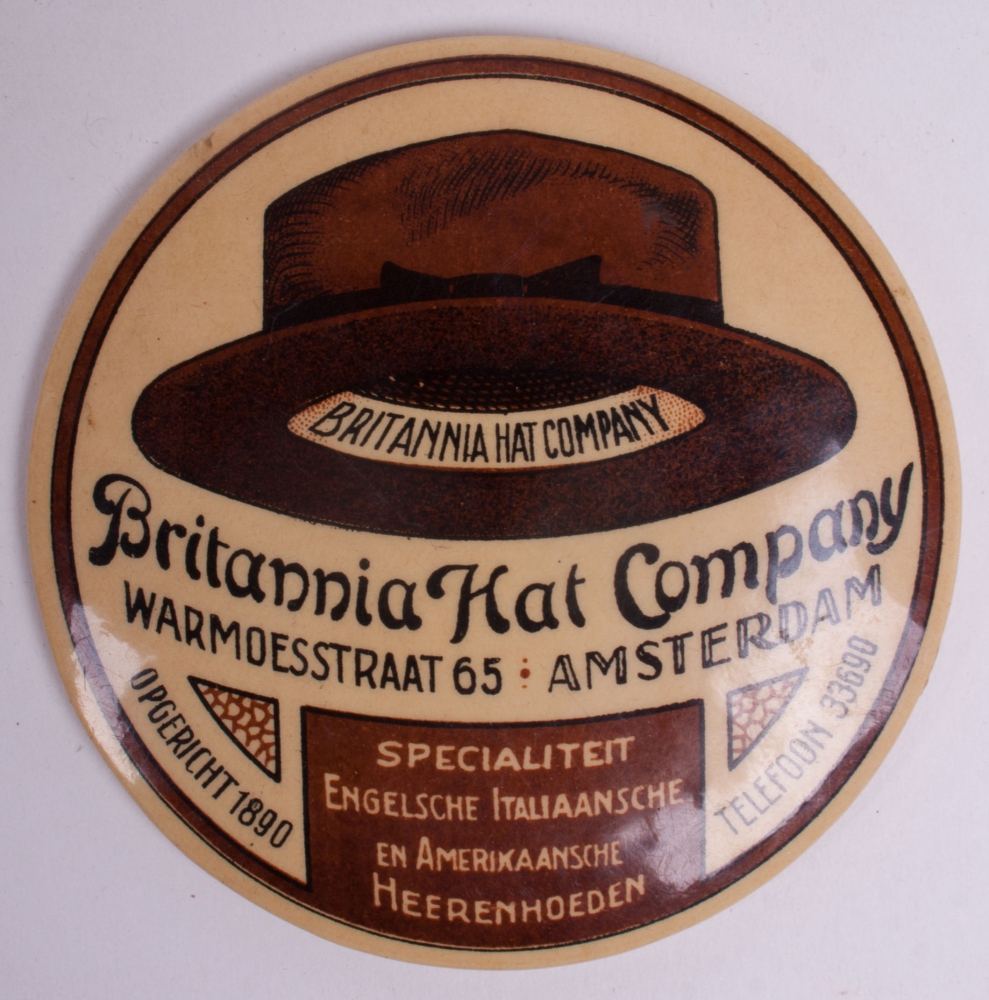 BRITANNIA HAT COMPANY
Britannia Hat Company
WARMOESSTRAAT 65 : AMSTERDAM
OPGERICHT 1890
TELEFOON 33690
SPECIALITEIT
ENGELSCHE ITALIAANSCHE
EN AMERIKAANSCHE
HEERENHOEDEN